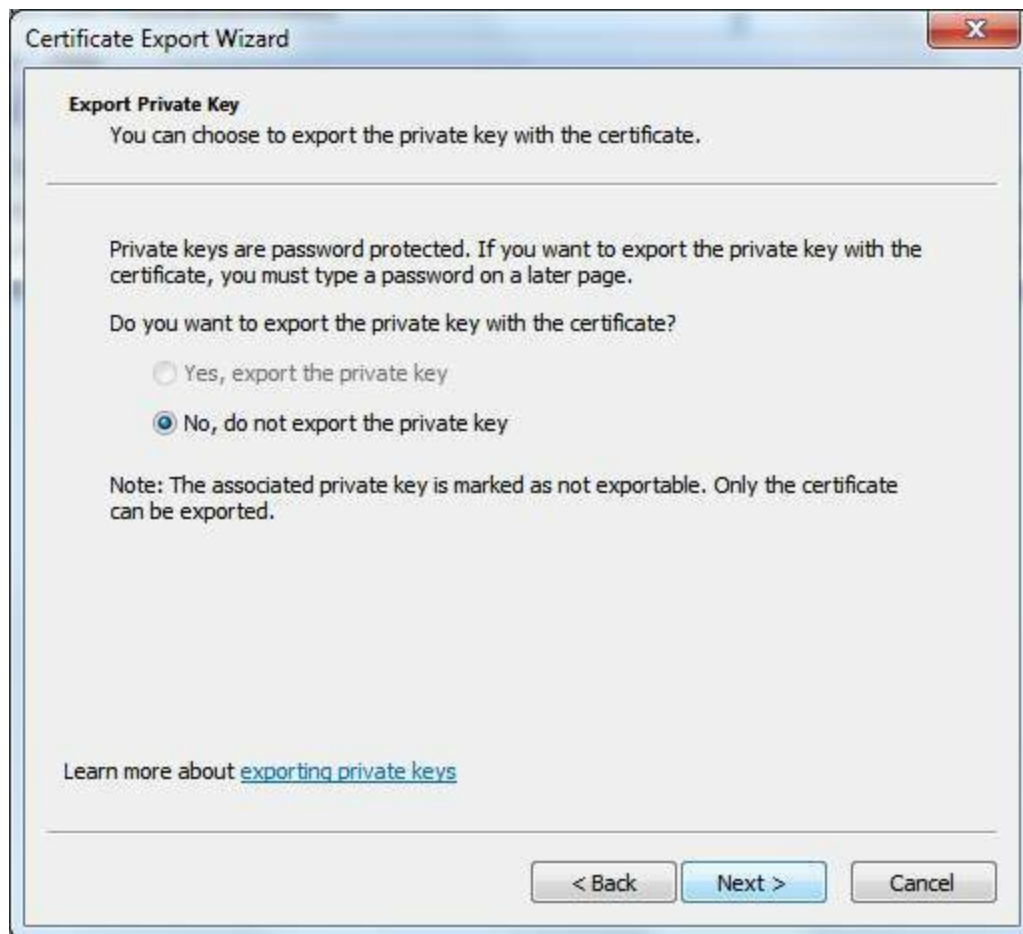 Certificate Export Wizard
Export Private Key
You can choose to export the private key with the certificate.
Private keys are password protected. If you want to export the private key with the
certificate, you must type a password on a later page.
Do you want to export the private key with the certificate?
Yes, export the private key
No, do not export the private key
Note: The associated private key is marked as not exportable. Only the certificate
can be exported.
Learn more about exporting private keys
< Back Next > Cancel